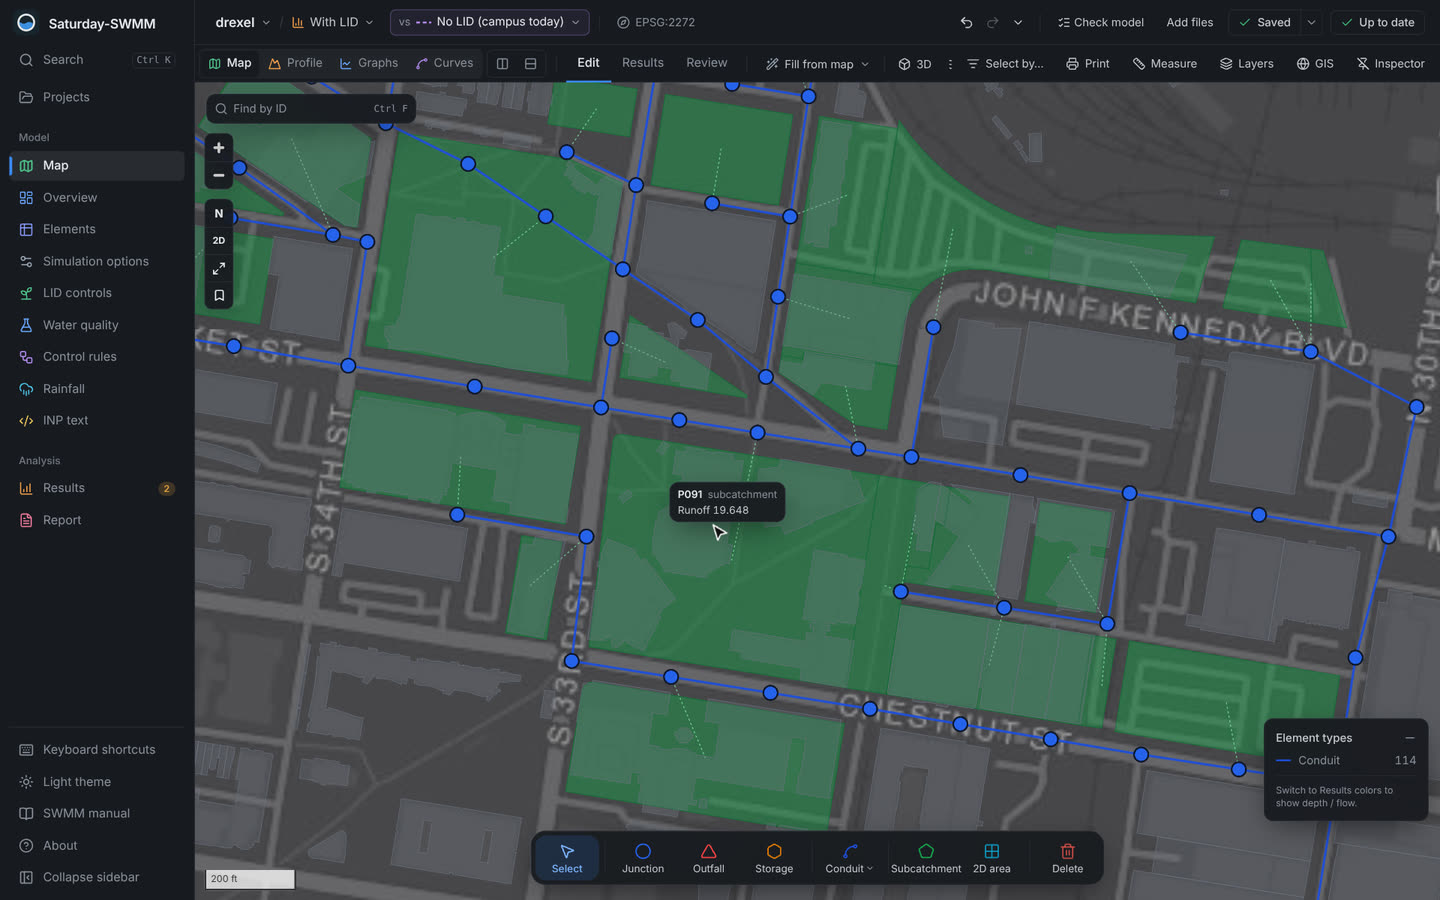 Saturday-SWMM
Search
Ctrl K
Projects
Model
Map
Overview
Elements
Simulation options
LID controls
Water quality
Control rules
Rainfall
INP text
Analysis
Results
2
Report
Keyboard shortcuts
Light theme
SWMM manual
About
Collapse sidebar
drexel
/
With LID
vs
No LID (campus today)
EPSG:2272
Check model
Add files
Saved
Up to date
Map
Profile
Graphs
Curves
Edit
Results
Review
Fill from map
3D
Select by...
Print
Measure
Layers
GIS
Inspector
Find by ID
Ctrl F
N
2D
JOHN F KENNEDY BLVD
N 30TH ST
KET ST
S 34TH ST
S 33RD ST
CHESTNUT ST
M
P091 subcatchment
Runoff 19.648
Element types
Conduit 114
Switch to Results colors to
show depth / flow.
200 ft
Select
Junction
Outfall
Storage
Conduit
Subcatchment
2D area
Delete